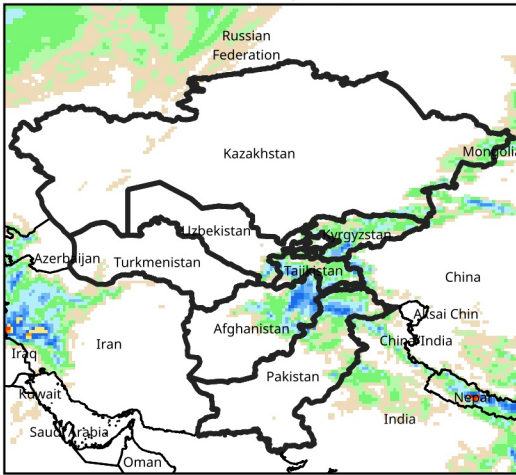 Russian
Federation
Kazakhstan
Mongolia
Uzbekistan
Kyrgyzstan
Azerbaijan
Turkmenistan
Tajikistan
China
Aksai Chin
Afghanistan
China/India
Iran
Iraq
Pakistan
Kuwait
Nepal
India
Saudi Arabia
Oman